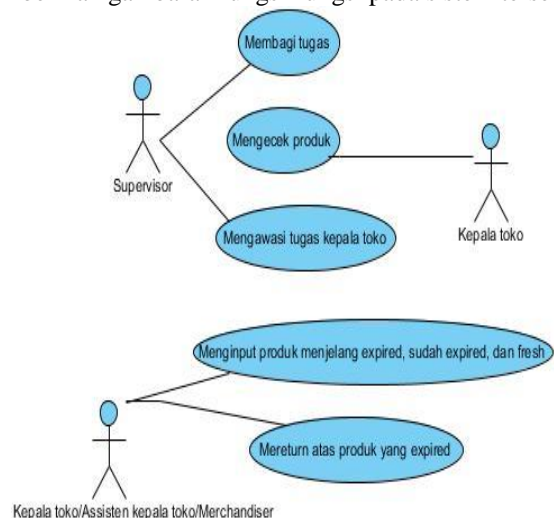 Membagi tugas
Mengecek produk
Supervisor
Kepala toko
Mengawasi tugas kepala toko
Menginput produk menjelang expired, sudah expired, dan fresh
Mereturn atas produk yang expired
Kepala toko/Assisten kepala toko/Merchandiser